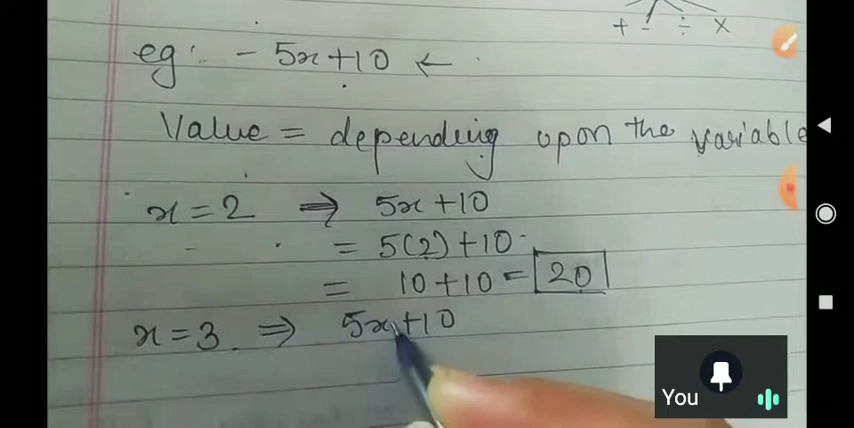 + - ÷ ×
eg :- 5x+10 ←
Value = depending upon the variable
x = 2 ⇒ 5x+10
= 5(2)+10
= 10+10 = 20
x = 3 ⇒ 5x+10
You